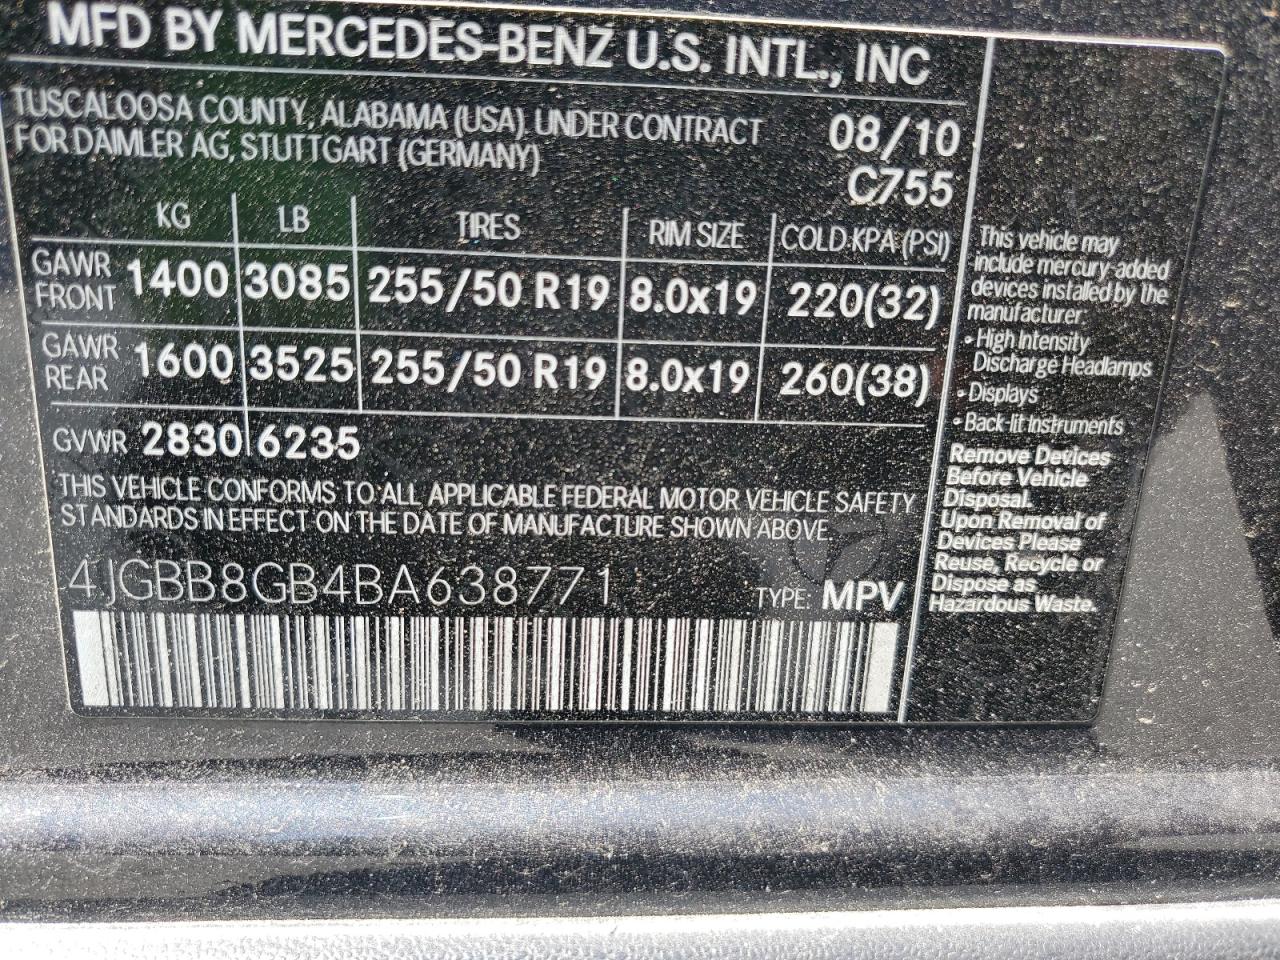 MFD BY MERCEDES-BENZ U.S. INTL., INC
TUSCALOOSA COUNTY, ALABAMA (USA). UNDER CONTRACT
FOR DAIMLER AG, STUTTGART (GERMANY)
08/10
C755
KG LB TIRES RIM SIZE COLD KPA (PSI)
GAWR FRONT 1400 3085 255/50 R19 8.0x19 220(32)
GAWR REAR 1600 3525 255/50 R19 8.0x19 260(38)
GVWR 2830 6235
THIS VEHICLE CONFORMS TO ALL APPLICABLE FEDERAL MOTOR VEHICLE SAFETY
STANDARDS IN EFFECT ON THE DATE OF MANUFACTURE SHOWN ABOVE.
4JGBB8GB4BA638771 TYPE: MPV
This vehicle may
include mercury-added
devices installed by the
manufacturer:
• High Intensity
Discharge Headlamps
• Displays
• Back-lit Instruments
Remove Devices
Before Vehicle
Disposal.
Upon Removal of
Devices Please
Reuse, Recycle or
Dispose as
Hazardous Waste.